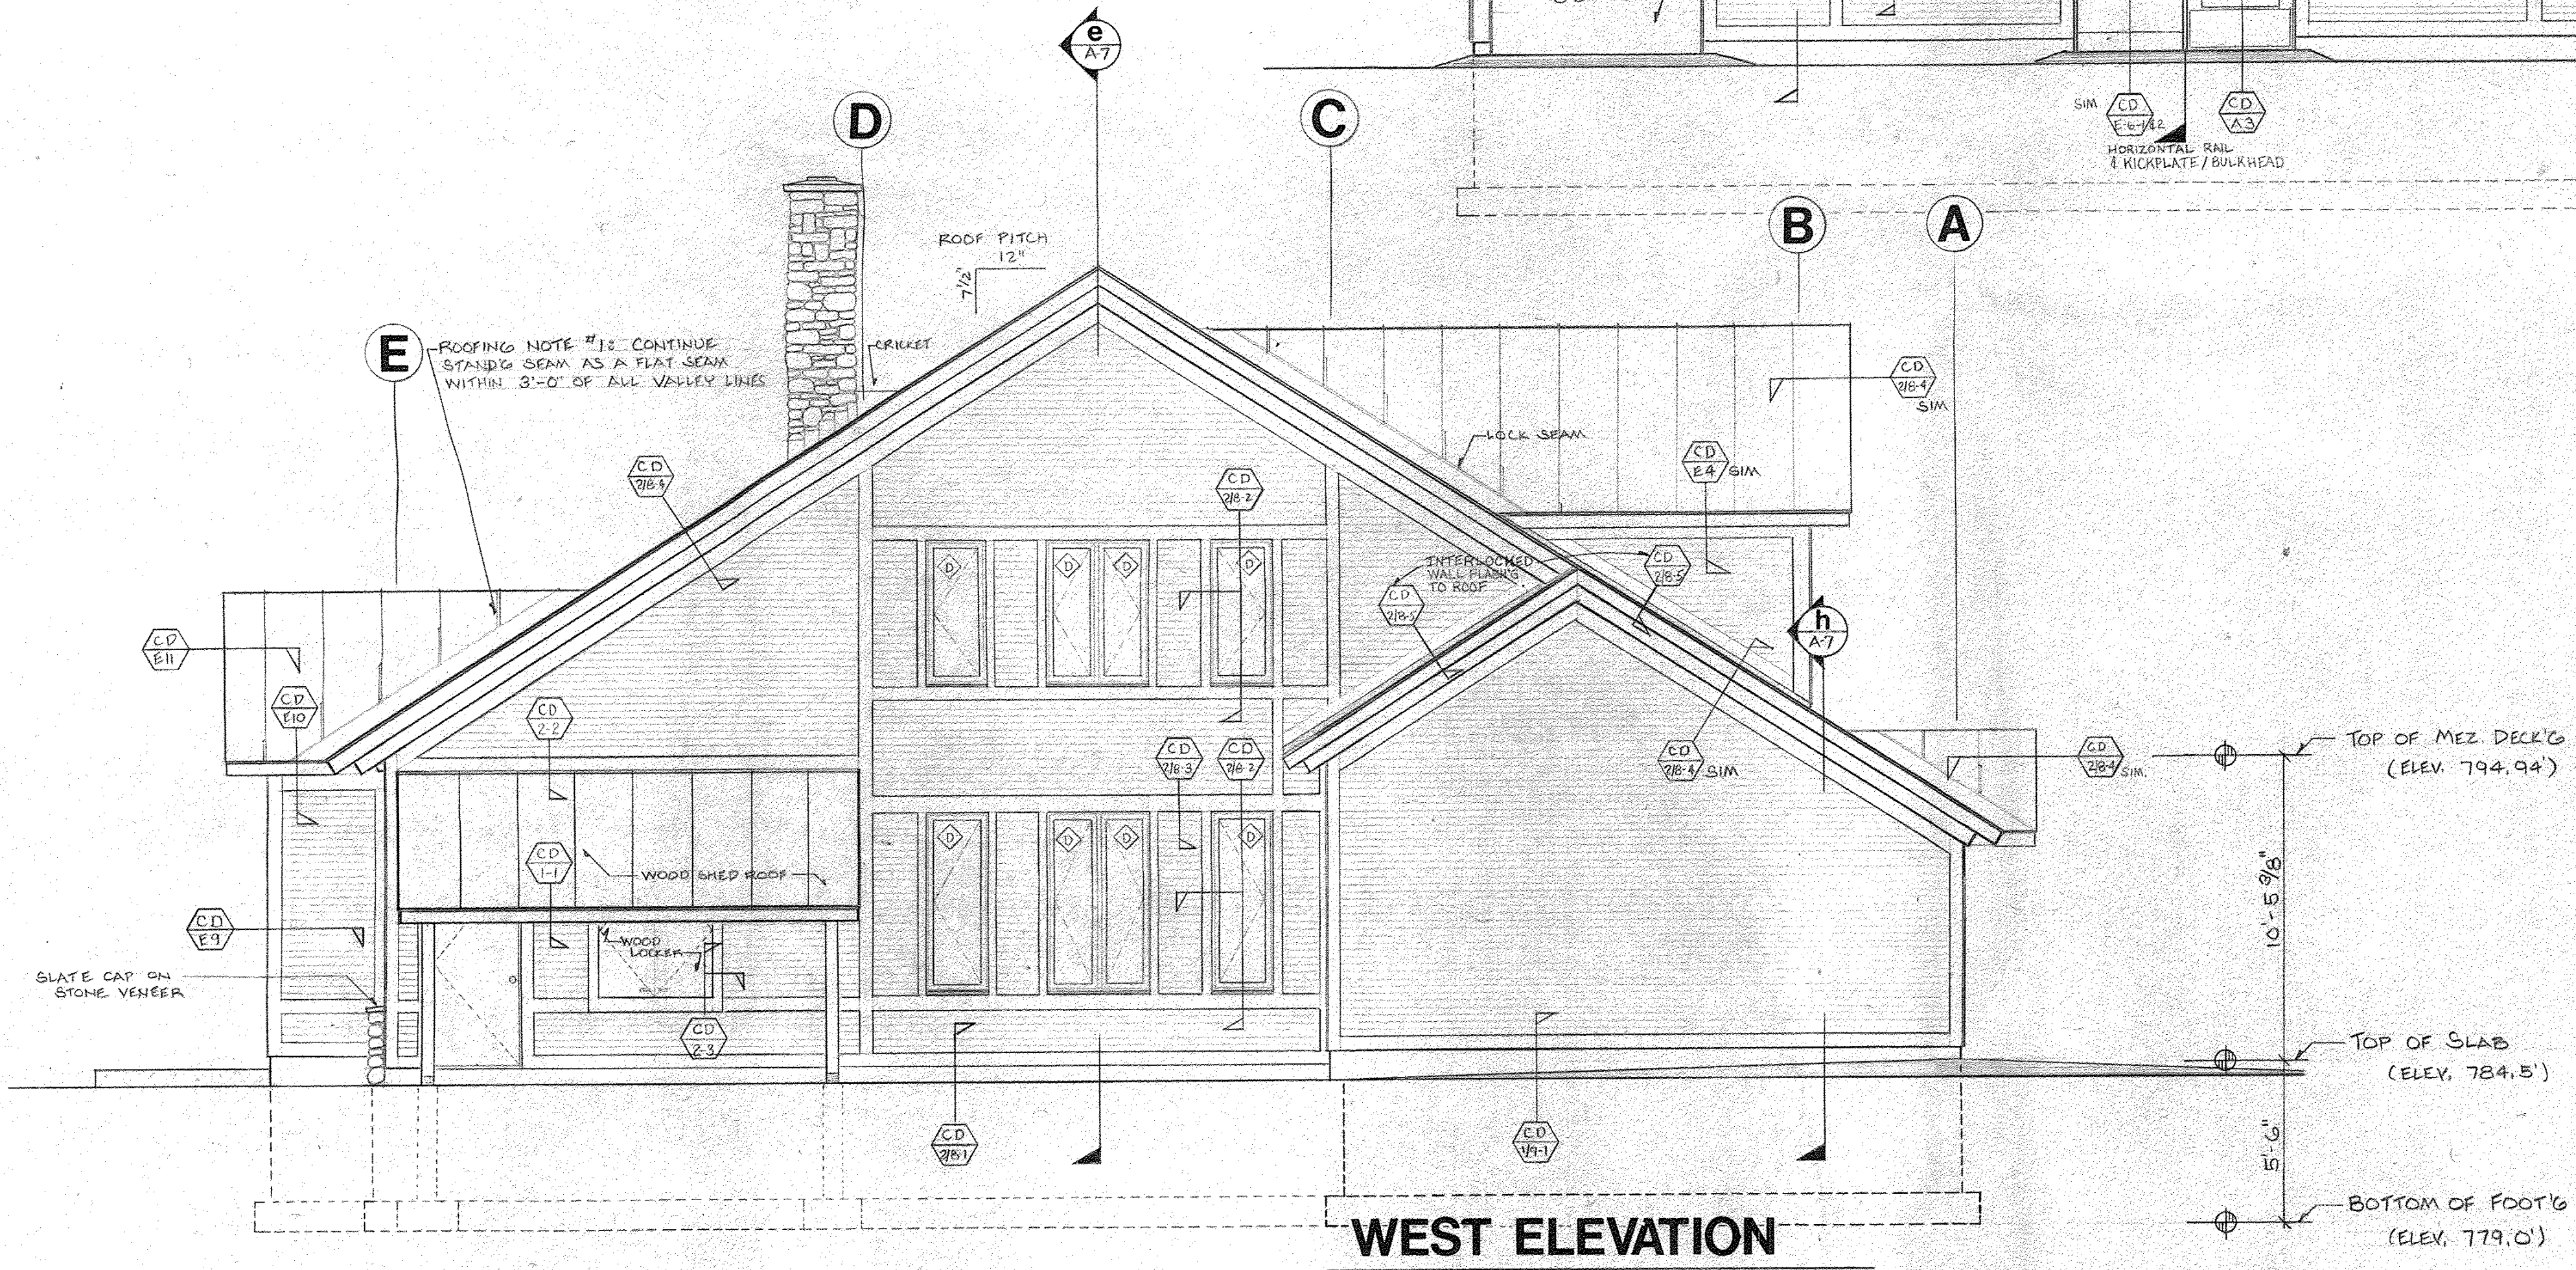 e
A-7
D
C
SIM
CD
E-6-1&2
CD
A3
HORIZONTAL RAIL
& KICKPLATE / BULKHEAD
B
A
ROOF PITCH
12"
7½"
E
ROOFING NOTE #1: CONTINUE
STAND'G SEAM AS A FLAT SEAM
WITHIN 3'-0" OF ALL VALLEY LINES
CRICKET
CD
2/8-4
SIM
LOCK SEAM
CD
E4
SIM
CD
2/8-4
CD
2/8-2
D
D
D
D
INTERLOCKED
WALL FLASH'G
TO ROOF
CD
2/8-5
CD
2/8-5
h
A-7
CD
E11
CD
E10
CD
2-2
CD
2/8-3
CD
2/8-2
CD
2/8-4
SIM
CD
2/8-4
SIM.
TOP OF MEZ. DECK'G
(ELEV. 794.94')
D
D
D
D
CD
1-1
WOOD SHED ROOF
10'-5 3/8"
CD
E9
WOOD
LOCKER
SLATE CAP ON
STONE VENEER
CD
2-3
TOP OF SLAB
(ELEV. 784.5')
CD
2/8-1
CD
1/9-1
5'-6"
BOTTOM OF FOOT'G
(ELEV. 779.0')
WEST ELEVATION